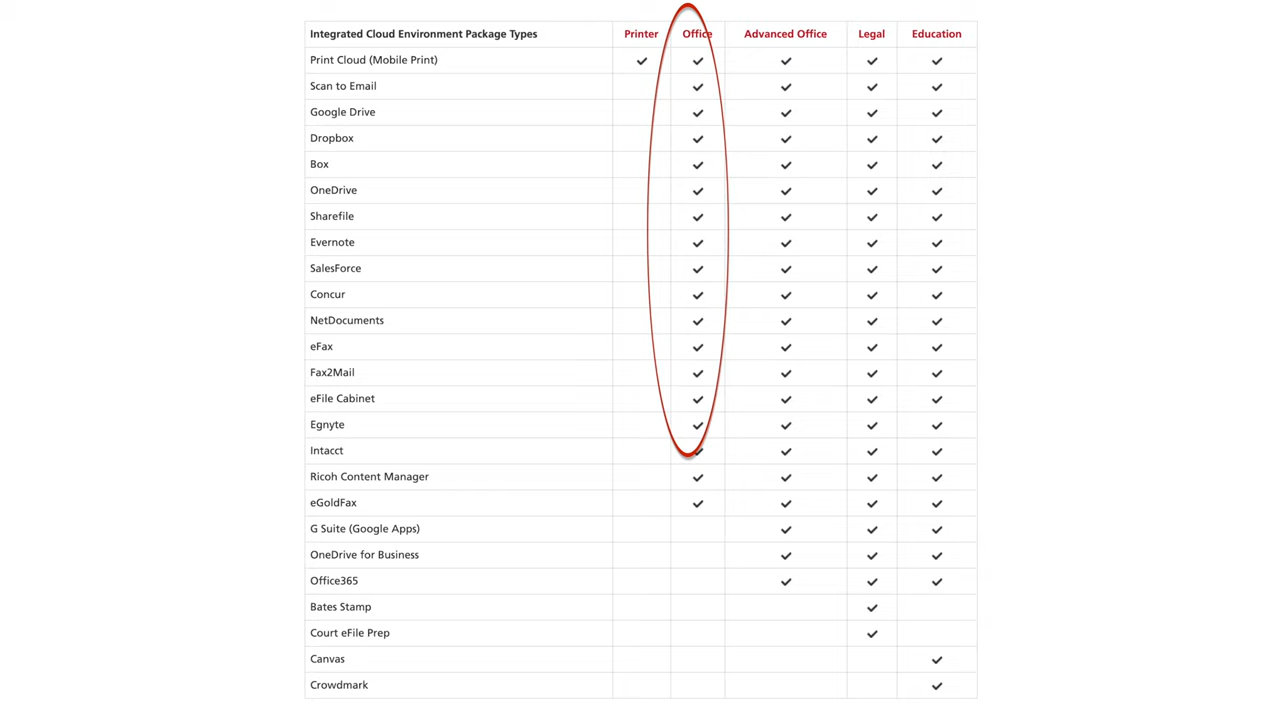 Integrated Cloud Environment Package Types Printer Office Advanced Office Legal Education
Print Cloud (Mobile Print) ✓ ✓ ✓ ✓ ✓
Scan to Email ✓ ✓ ✓ ✓
Google Drive ✓ ✓ ✓ ✓
Dropbox ✓ ✓ ✓ ✓
Box ✓ ✓ ✓ ✓
OneDrive ✓ ✓ ✓ ✓
Sharefile ✓ ✓ ✓ ✓
Evernote ✓ ✓ ✓ ✓
SalesForce ✓ ✓ ✓ ✓
Concur ✓ ✓ ✓ ✓
NetDocuments ✓ ✓ ✓ ✓
eFax ✓ ✓ ✓ ✓
Fax2Mail ✓ ✓ ✓ ✓
eFile Cabinet ✓ ✓ ✓ ✓
Egnyte ✓ ✓ ✓ ✓
Intacct ✓ ✓ ✓ ✓
Ricoh Content Manager ✓ ✓ ✓ ✓
eGoldFax ✓ ✓ ✓ ✓
G Suite (Google Apps) ✓ ✓ ✓
OneDrive for Business ✓ ✓ ✓
Office365 ✓ ✓ ✓
Bates Stamp ✓
Court eFile Prep ✓
Canvas ✓
Crowdmark ✓